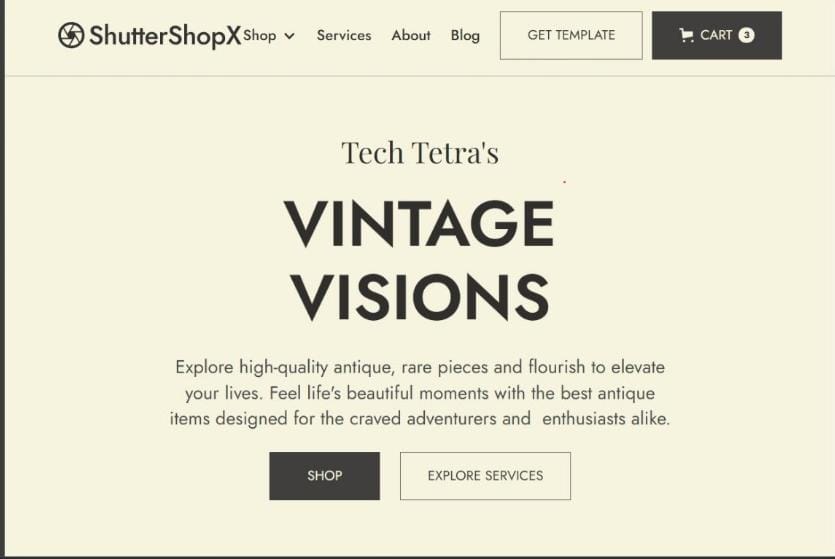 ShutterShopX Shop Services About Blog GET TEMPLATE CART 3
Tech Tetra's
VINTAGE
VISIONS
Explore high-quality antique, rare pieces and flourish to elevate
your lives. Feel life's beautiful moments with the best antique
items designed for the craved adventurers and  enthusiasts alike.
SHOP EXPLORE SERVICES